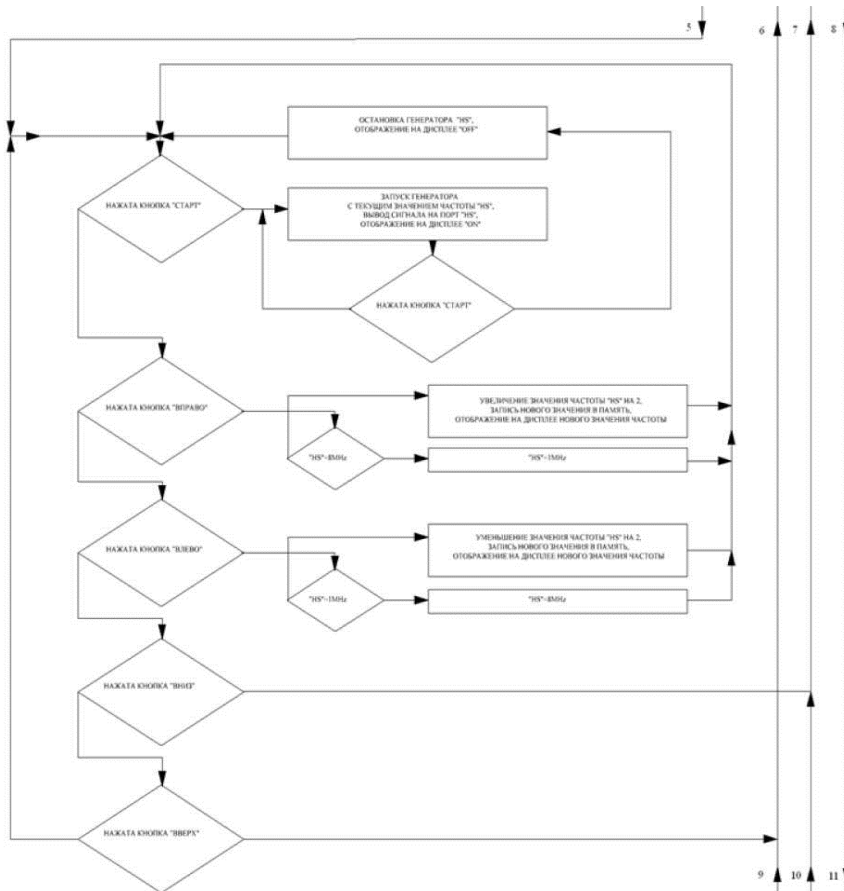 5
6
7
8
ОСТАНОВКА ГЕНЕРАТОРА "HS",
ОТОБРАЖЕНИЕ НА ДИСПЛЕЕ "OFF"
НАЖАТА КНОПКА "СТАРТ"
ЗАПУСК ГЕНЕРАТОРА
С ТЕКУЩИМ ЗНАЧЕНИЕМ ЧАСТОТЫ "HS",
ВЫВОД СИГНАЛА НА ПОРТ "HS",
ОТОБРАЖЕНИЕ НА ДИСПЛЕЕ "ON"
НАЖАТА КНОПКА "СТАРТ"
НАЖАТА КНОПКА "ВПРАВО"
УВЕЛИЧЕНИЕ ЗНАЧЕНИЯ ЧАСТОТЫ "HS" НА 2,
ЗАПИСЬ НОВОГО ЗНАЧЕНИЯ В ПАМЯТЬ,
ОТОБРАЖЕНИЕ НА ДИСПЛЕЕ НОВОГО ЗНАЧЕНИЯ ЧАСТОТЫ
"HS"=8MHz
"HS"=1MHz
НАЖАТА КНОПКА "ВЛЕВО"
УМЕНЬШЕНИЕ ЗНАЧЕНИЯ ЧАСТОТЫ "HS" НА 2,
ЗАПИСЬ НОВОГО ЗНАЧЕНИЯ В ПАМЯТЬ,
ОТОБРАЖЕНИЕ НА ДИСПЛЕЕ НОВОГО ЗНАЧЕНИЯ ЧАСТОТЫ
"HS"=1MHz
"HS"=8MHz
НАЖАТА КНОПКА "ВНИЗ"
НАЖАТА КНОПКА "ВВЕРХ"
9
10
11